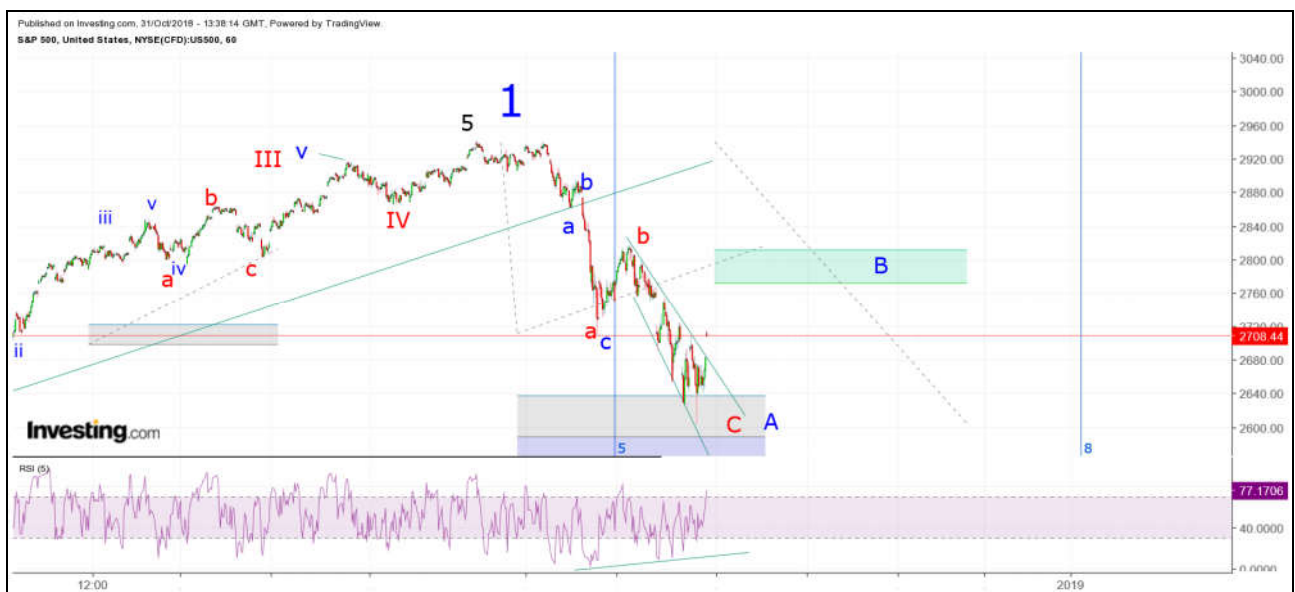 Published on Investing.com, 31/Oct/2018 - 13:38:14 GMT, Powered by TradingView.
S&P 500, United States, NYSE(CFD):US500, 60
3040.00
3000.00
2960.00
2920.00
2880.00
2840.00
2800.00
2760.00
2708.44
2680.00
2640.00
2600.00
1
5
III
v
b
v
iii
IV
b
a
b
iv
a
c
B
a
c
ii
C
A
Investing.com
5
8
RSI (5)
77.1706
40.0000
0.0000
12:00
2019